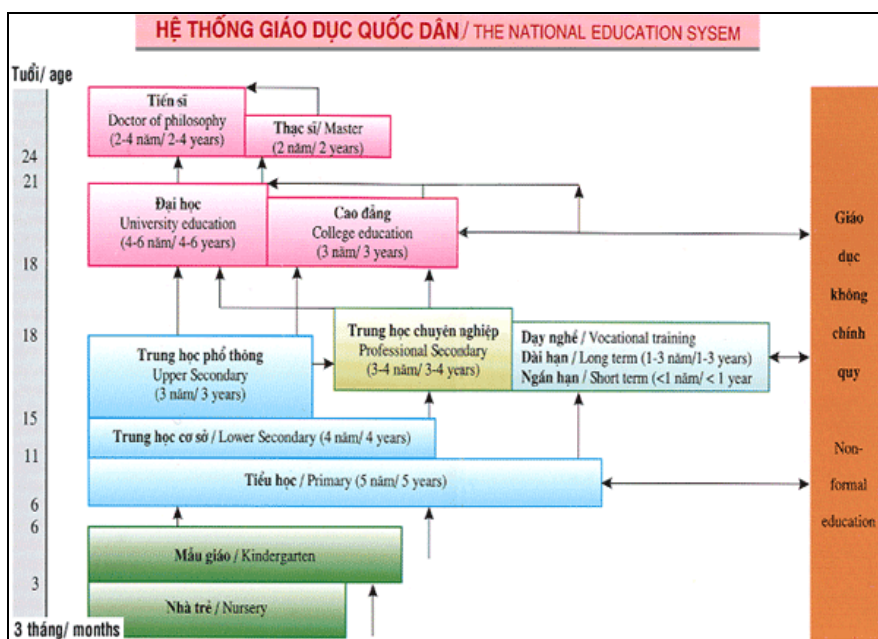 HỆ THỐNG GIÁO DỤC QUỐC DÂN / THE NATIONAL EDUCATION SYSEM
Tuổi/ age
Tiến sĩ
Doctor of philosophy
(2-4 năm/ 2-4 years)
Thạc sĩ/ Master
(2 năm/ 2 years)
24
21
Đại học
University education
(4-6 năm/ 4-6 years)
Cao đẳng
College education
(3 năm/ 3 years)
18
18
Trung học phổ thông
Upper Secondary
(3 năm/ 3 years)
Trung học chuyên nghiệp
Professional Secondary
(3-4 năm/ 3-4 years)
Dạy nghề / Vocational training
Dài hạn / Long term (1-3 năm/1-3 years)
Ngắn hạn / Short term (<1 năm/ < 1 year
15
Trung học cơ sở / Lower Secondary (4 năm/ 4 years)
11
Tiểu học / Primary (5 năm/ 5 years)
6
6
Mẫu giáo / Kindergarten
3
Nhà trẻ / Nursery
3 tháng/ months
Giáo
dục
không
chính
quy
Non-
formal
education